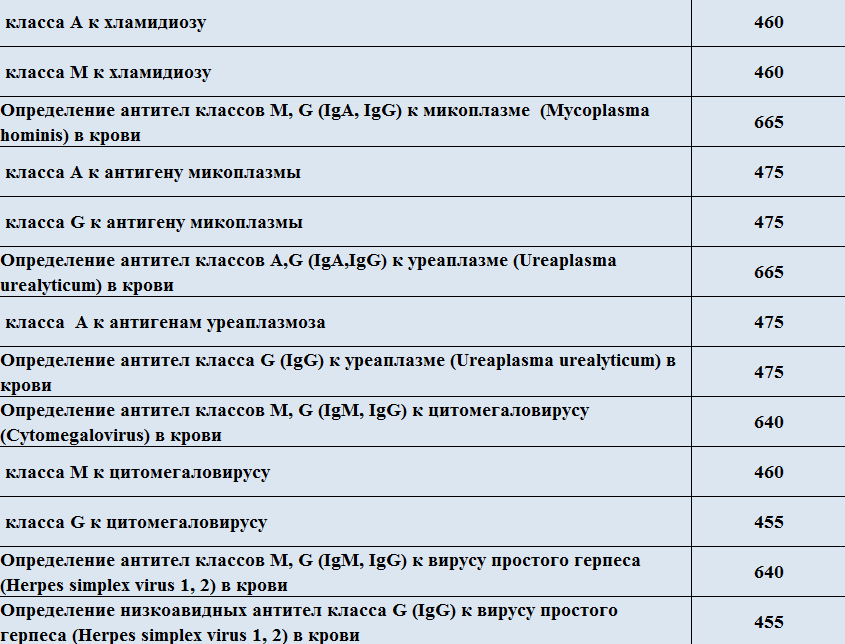 класса А к хламидиозу 460
класса М к хламидиозу 460
Определение антител классов M, G (IgA, IgG) к микоплазме (Mycoplasma
hominis) в крови 665
класса А к антигену микоплазмы 475
класса G к антигену микоплазмы 475
Определение антител классов A,G (IgA,IgG) к уреаплазме (Ureaplasma
urealyticum) в крови 665
класса А к антигенам уреаплазмоза 475
Определение антител класса G (IgG) к уреаплазме (Ureaplasma urealyticum) в
крови 475
Определение антител классов M, G (IgM, IgG) к цитомегаловирусу
(Cytomegalovirus) в крови 640
класса М к цитомегаловирусу 460
класса G к цитомегаловирусу 455
Определение антител классов M, G (IgM, IgG) к вирусу простого герпеса
(Herpes simplex virus 1, 2) в крови 640
Определение низкоавидных антител класса G (IgG) к вирусу простого
герпеса (Herpes simplex virus 1, 2) в крови 455